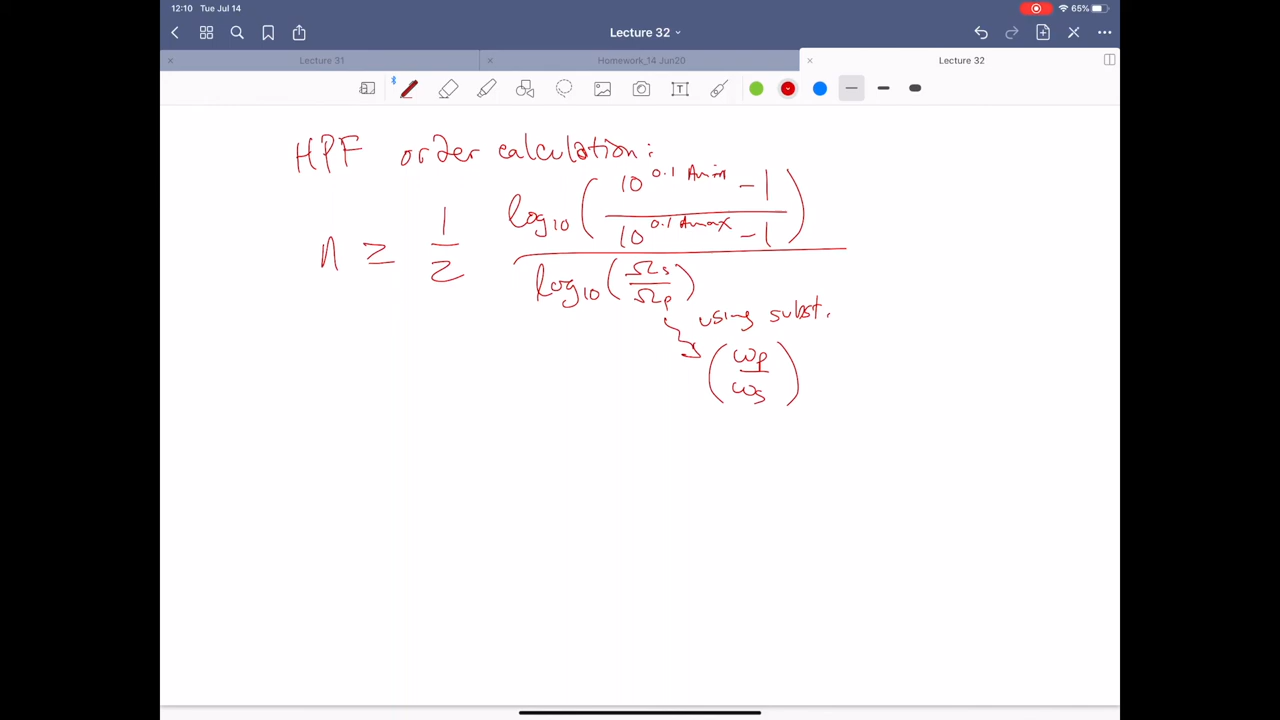 12:10 Tue Jul 14
65%
Lecture 32
Lecture 31
Homework_14 Jun20
Lecture 32
HPF order calculation:
n ≥ 1/2 log10((10^0.1 Amin - 1)/(10^0.1 Amax - 1)) / log10(Ωs/Ωp)
using subst.
(ωp/ωs)